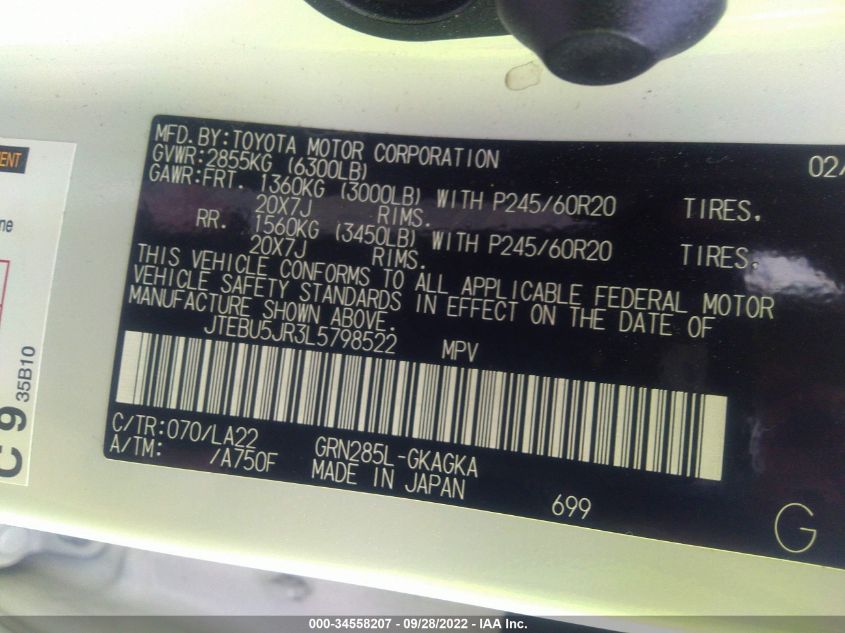 MFD.BY:TOYOTA MOTOR CORPORATION 02/
GVWR:2855KG (6300LB)
GAWR:FRT. 1360KG (3000LB) WITH P245/60R20 TIRES,
20X7J RIMS.
RR. 1560KG (3450LB) WITH P245/60R20 TIRES,
20X7J RIMS.
THIS VEHICLE CONFORMS TO ALL APPLICABLE FEDERAL MOTOR
VEHICLE SAFETY STANDARDS IN EFFECT ON THE DATE OF
MANUFACTURE SHOWN ABOVE.
JTEBU5JR3L5798522 MPV
C/TR:070/LA22 GRN285L-GKAGKA
A/TM: /A750F MADE IN JAPAN
699
G
C 9 35B10
000-34558207 - 09/28/2022 - IAA Inc.